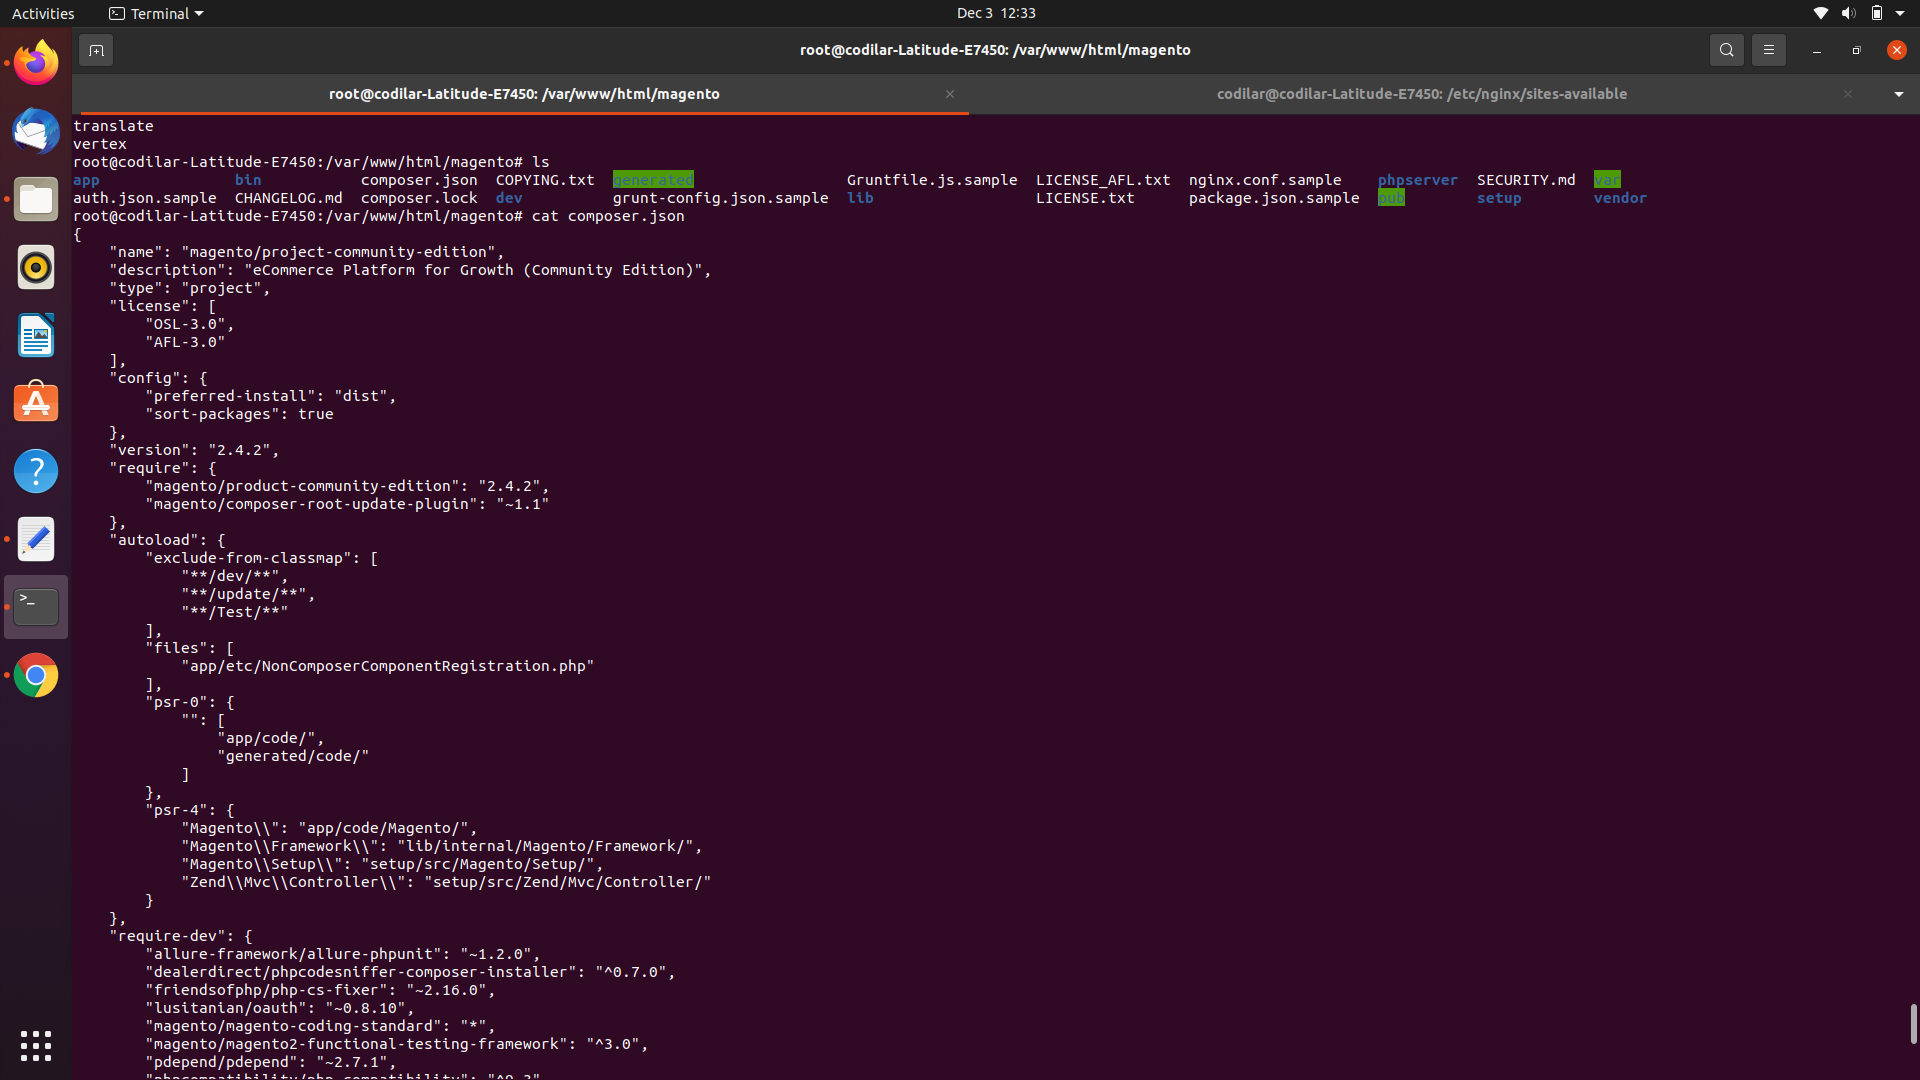 Activities Terminal Dec 3 12:33
root@codilar-Latitude-E7450: /var/www/html/magento
root@codilar-Latitude-E7450: /var/www/html/magento codilar@codilar-Latitude-E7450: /etc/nginx/sites-available
translate
vertex
root@codilar-Latitude-E7450:/var/www/html/magento# ls
app bin composer.json COPYING.txt generated Gruntfile.js.sample LICENSE_AFL.txt nginx.conf.sample phpserver SECURITY.md var
auth.json.sample CHANGELOG.md composer.lock dev grunt-config.json.sample lib LICENSE.txt package.json.sample pub setup vendor
root@codilar-Latitude-E7450:/var/www/html/magento# cat composer.json
{
    "name": "magento/project-community-edition",
    "description": "eCommerce Platform for Growth (Community Edition)",
    "type": "project",
    "license": [
        "OSL-3.0",
        "AFL-3.0"
    ],
    "config": {
        "preferred-install": "dist",
        "sort-packages": true
    },
    "version": "2.4.2",
    "require": {
        "magento/product-community-edition": "2.4.2",
        "magento/composer-root-update-plugin": "~1.1"
    },
    "autoload": {
        "exclude-from-classmap": [
            "**/dev/**",
            "**/update/**",
            "**/Test/**"
        ],
        "files": [
            "app/etc/NonComposerComponentRegistration.php"
        ],
        "psr-0": {
            "": [
                "app/code/",
                "generated/code/"
            ]
        },
        "psr-4": {
            "Magento\\": "app/code/Magento/",
            "Magento\\Framework\\": "lib/internal/Magento/Framework/",
            "Magento\\Setup\\": "setup/src/Magento/Setup/",
            "Zend\\Mvc\\Controller\\": "setup/src/Zend/Mvc/Controller/"
        }
    },
    "require-dev": {
        "allure-framework/allure-phpunit": "~1.2.0",
        "dealerdirect/phpcodesniffer-composer-installer": "^0.7.0",
        "friendsofphp/php-cs-fixer": "~2.16.0",
        "lusitanian/oauth": "~0.8.10",
        "magento/magento-coding-standard": "*",
        "magento/magento2-functional-testing-framework": "^3.0",
        "pdepend/pdepend": "~2.7.1",